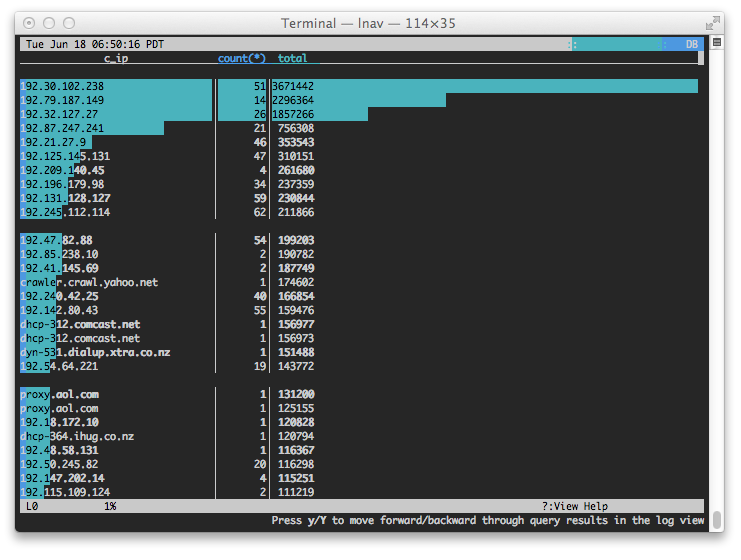 Terminal — lnav — 114×35
Tue Jun 18 06:50:16 PDT : : DB
c_ip count(*) total
192.30.102.238 51 3671442
192.79.187.149 14 2296364
192.32.127.27 26 1857266
192.87.247.241 21 756308
192.21.27.9 46 353543
192.125.145.131 47 310151
192.209.140.45 4 261680
192.196.179.98 34 237359
192.131.128.127 59 230844
192.245.112.114 62 211866
192.47.82.88 54 199203
192.85.238.10 2 190782
192.41.145.69 2 187749
crawler.crawl.yahoo.net 1 174602
192.240.42.25 40 166854
192.142.80.43 55 159476
dhcp-312.comcast.net 1 156977
dhcp-312.comcast.net 1 156973
dyn-531.dialup.xtra.co.nz 1 151488
192.54.64.221 19 143772
proxy.aol.com 1 131200
proxy.aol.com 1 125155
192.18.172.10 1 120828
dhcp-364.ihug.co.nz 1 120794
192.48.58.131 1 116367
192.50.245.82 20 116298
192.147.202.14 4 115251
192.115.109.124 2 111219
L0 1% ?:View Help
Press y/Y to move forward/backward through query results in the log view